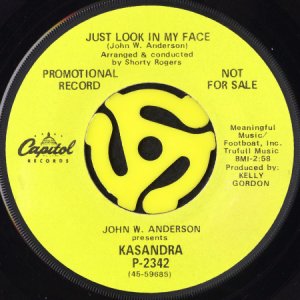 JUST LOOK IN MY FACE
(John W. Anderson)
Arranged & conducted
by Shorty Rogers
PROMOTIONAL
RECORD
NOT
FOR SALE
Capitol
RECORDS
Meaningful
Music/
Footboat, Inc.
Trufull Music
BMI-2:58
Produced by:
KELLY
GORDON
JOHN W. ANDERSON
presents
KASANDRA
P-2342
(45-59685)